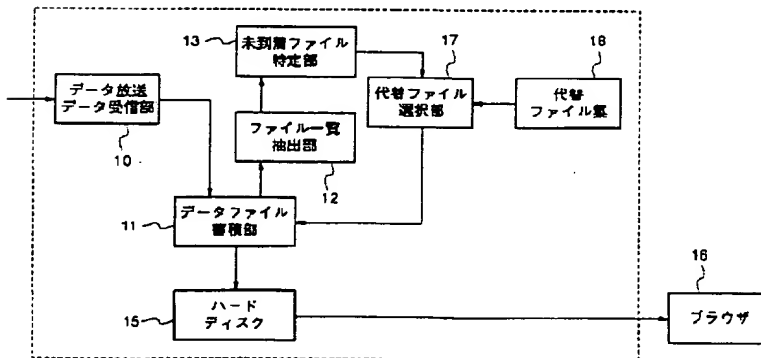 13
未到着ファイル
特定部
17
18
データ放送
データ受信部
10
代替ファイル
選択部
代替
ファイル集
ファイル一覧
抽出部
12
11
データファイル
蓄積部
16
ハード
ディスク
15
ブラウザ